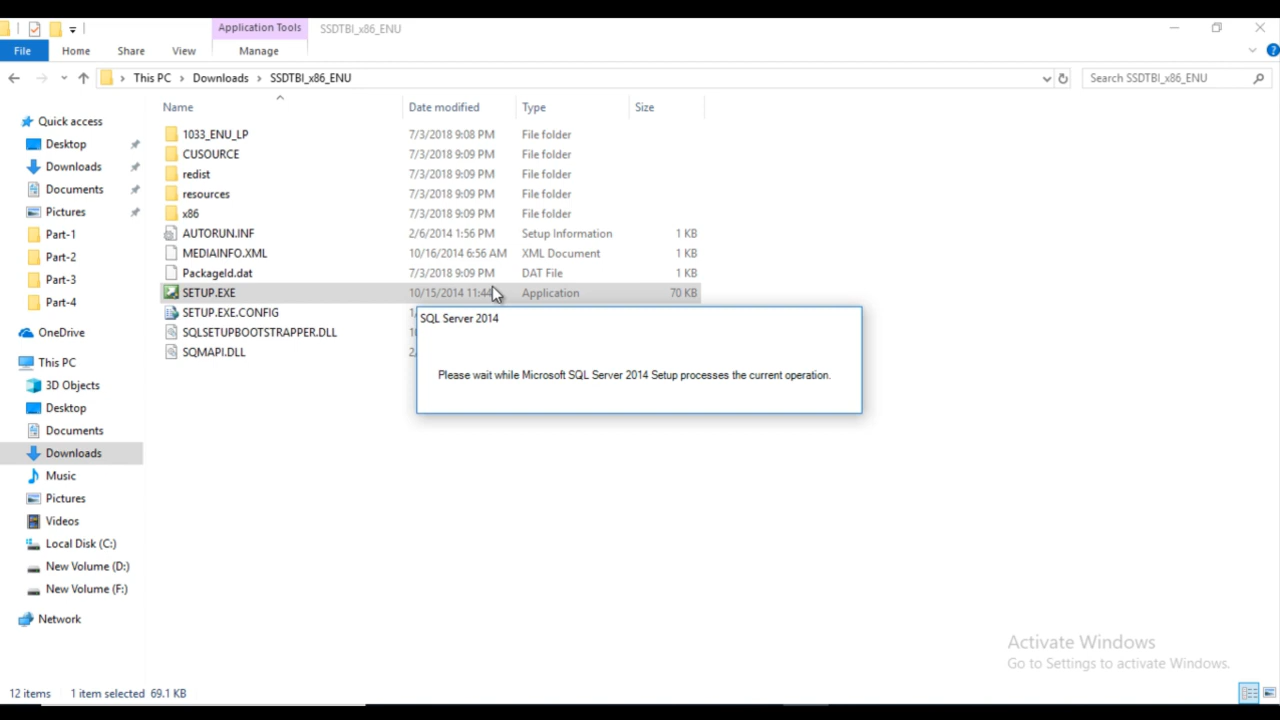 Application Tools SSDTBI_x86_ENU
File Home Share View Manage
This PC Downloads SSDTBI_x86_ENU Search SSDTBI_x86_ENU
Name Date modified Type Size
Quick access
Desktop
Downloads
Documents
Pictures
Part-1
Part-2
Part-3
Part-4
OneDrive
This PC
3D Objects
Desktop
Documents
Downloads
Music
Pictures
Videos
Local Disk (C:)
New Volume (D:)
New Volume (F:)
Network
1033_ENU_LP 7/3/2018 9:08 PM File folder
CUSOURCE 7/3/2018 9:09 PM File folder
redist 7/3/2018 9:09 PM File folder
resources 7/3/2018 9:09 PM File folder
x86 7/3/2018 9:09 PM File folder
AUTORUN.INF 2/6/2014 1:56 PM Setup Information 1 KB
MEDIAINFO.XML 10/16/2014 6:56 AM XML Document 1 KB
PackageId.dat 7/3/2018 9:09 PM DAT File 1 KB
SETUP.EXE 10/15/2014 11:44 Application 70 KB
SETUP.EXE.CONFIG
SQLSETUPBOOTSTRAPPER.DLL
SQMAPI.DLL
SQL Server 2014
Please wait while Microsoft SQL Server 2014 Setup processes the current operation.
Activate Windows
Go to Settings to activate Windows.
12 items 1 item selected 69.1 KB